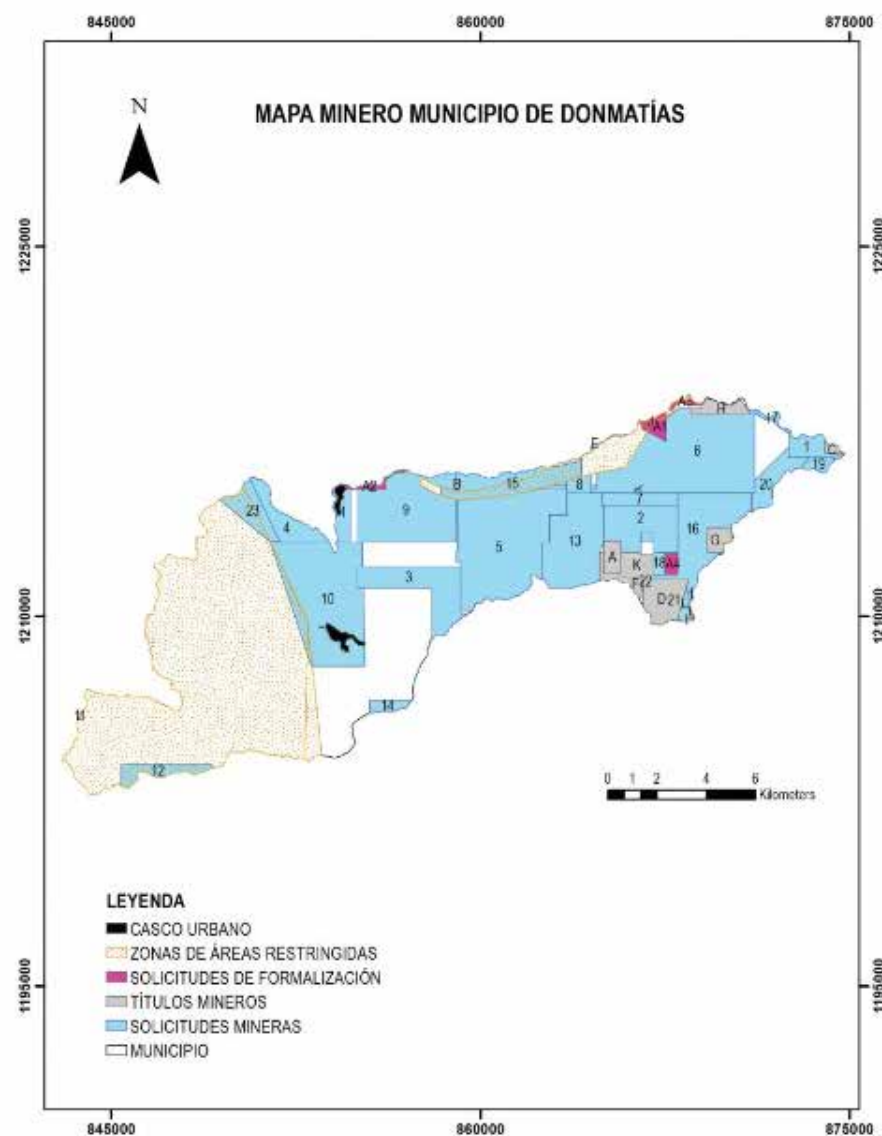 845000 860000 875000
N
MAPA MINERO MUNICIPIO DE DONMATÍAS
1225000 1225000
H
17
A1
E
6
1
C
19
B
15
8
20
A2
9
7
23
4
2
16
G
5
13
A
K
18
A4
3
F
22
10
D
21
1210000 1210000
14
12
0 1 2 4 6
Kilometers
LEYENDA
CASCO URBANO
ZONAS DE ÁREAS RESTRINGIDAS
SOLICITUDES DE FORMALIZACIÓN
TÍTULOS MINEROS
SOLICITUDES MINERAS
MUNICIPIO
1195000 1195000
845000 860000 875000